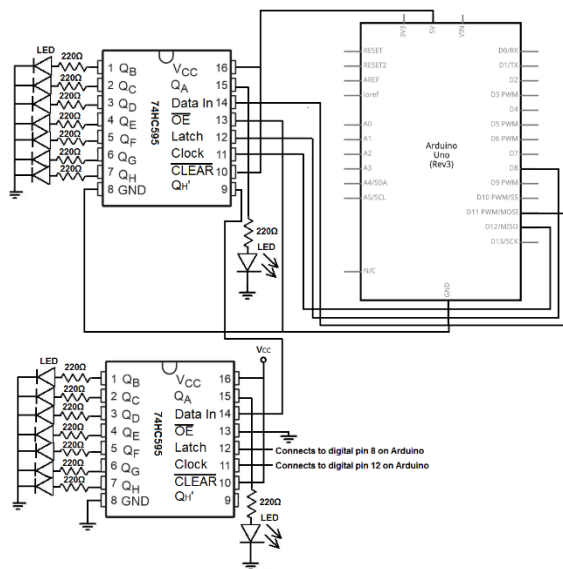 LED
220Ω
220Ω
220Ω
220Ω
220Ω
220Ω
220Ω
1 QB
2 QC
3 QD
4 QE
5 QF
6 QG
7 QH
8 GND
74HC595
VCC 16
QA 15
Data In 14
OE 13
Latch 12
Clock 11
CLEAR 10
QH' 9
220Ω
LED
3V3
5V
VIN
RESET
RESET2
AREF
ioref
A0
A1
A2
A3
A4/SDA
A5/SCL
N/C
Arduino
Uno
(Rev3)
D0/RX
D1/TX
D2
D3 PWM
D4
D5 PWM
D6 PWM
D7
D8
D9 PWM
D10 PWM/SS
D11 PWM/MOSI
D12/MISO
D13/SCK
GND
LED
220Ω
220Ω
220Ω
220Ω
220Ω
220Ω
220Ω
1 QB
2 QC
3 QD
4 QE
5 QF
6 QG
7 QH
8 GND
74HC595
Vcc
VCC 16
QA 15
Data In 14
OE 13
Latch 12 Connects to digital pin 8 on Arduino
Clock 11 Connects to digital pin 12 on Arduino
CLEAR 10
QH' 9
220Ω
LED